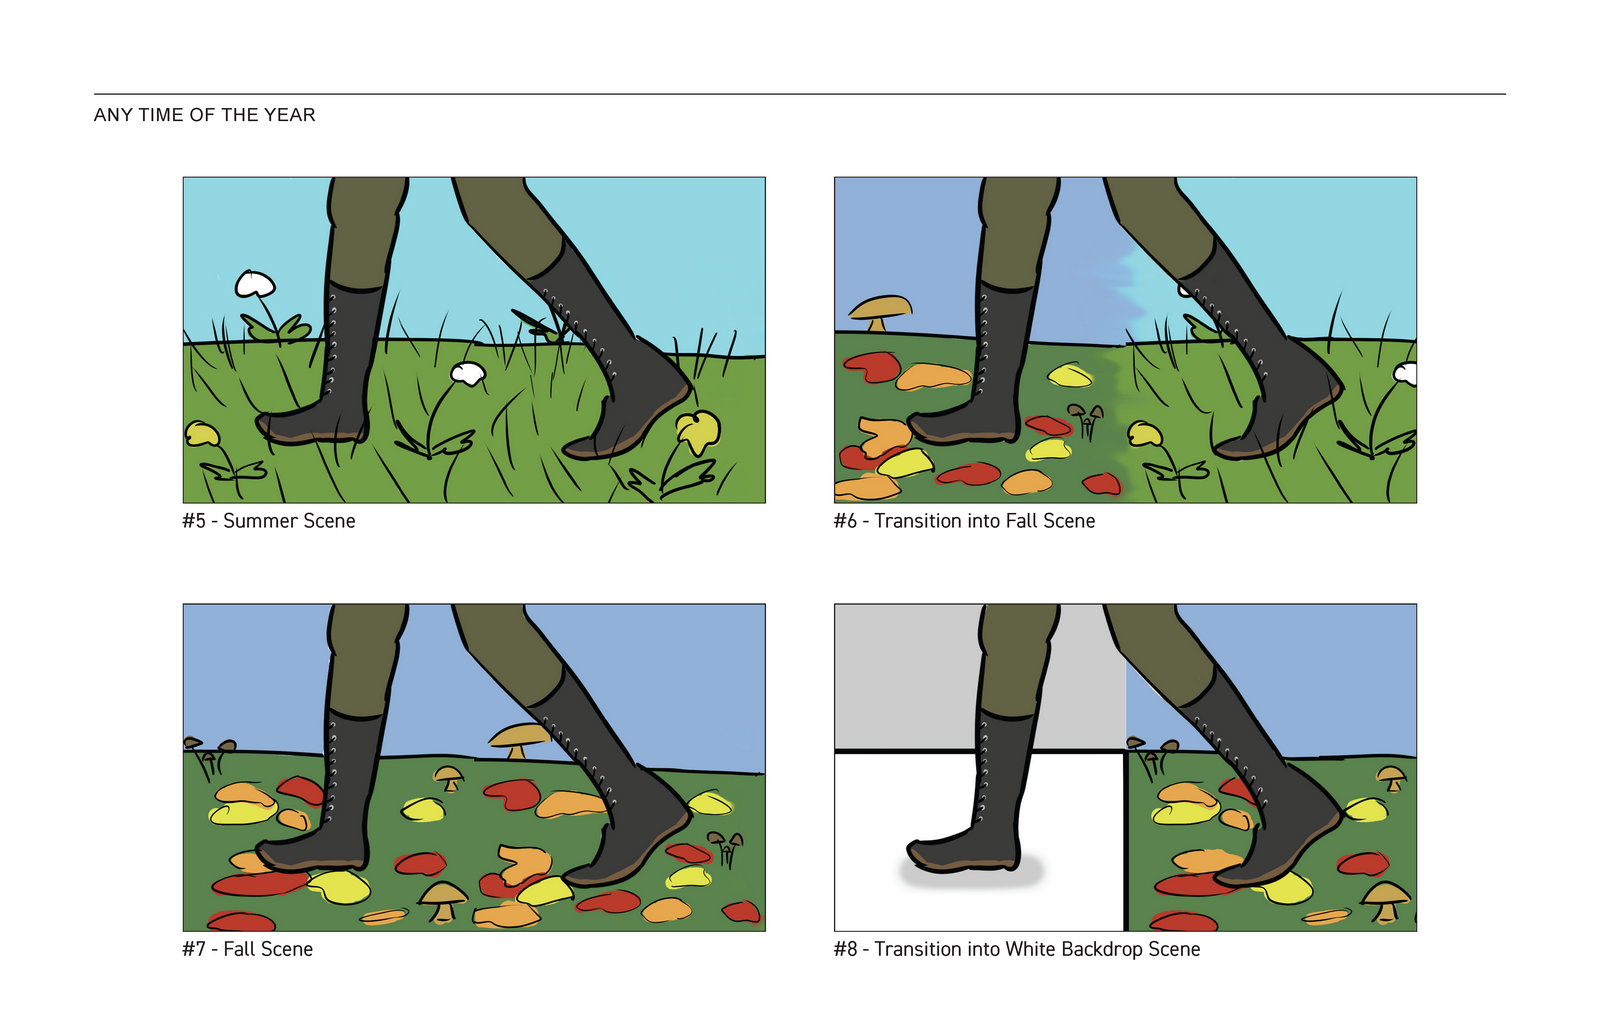 ANY TIME OF THE YEAR
#5 - Summer Scene
#6 - Transition into Fall Scene
#7 - Fall Scene
#8 - Transition into White Backdrop Scene